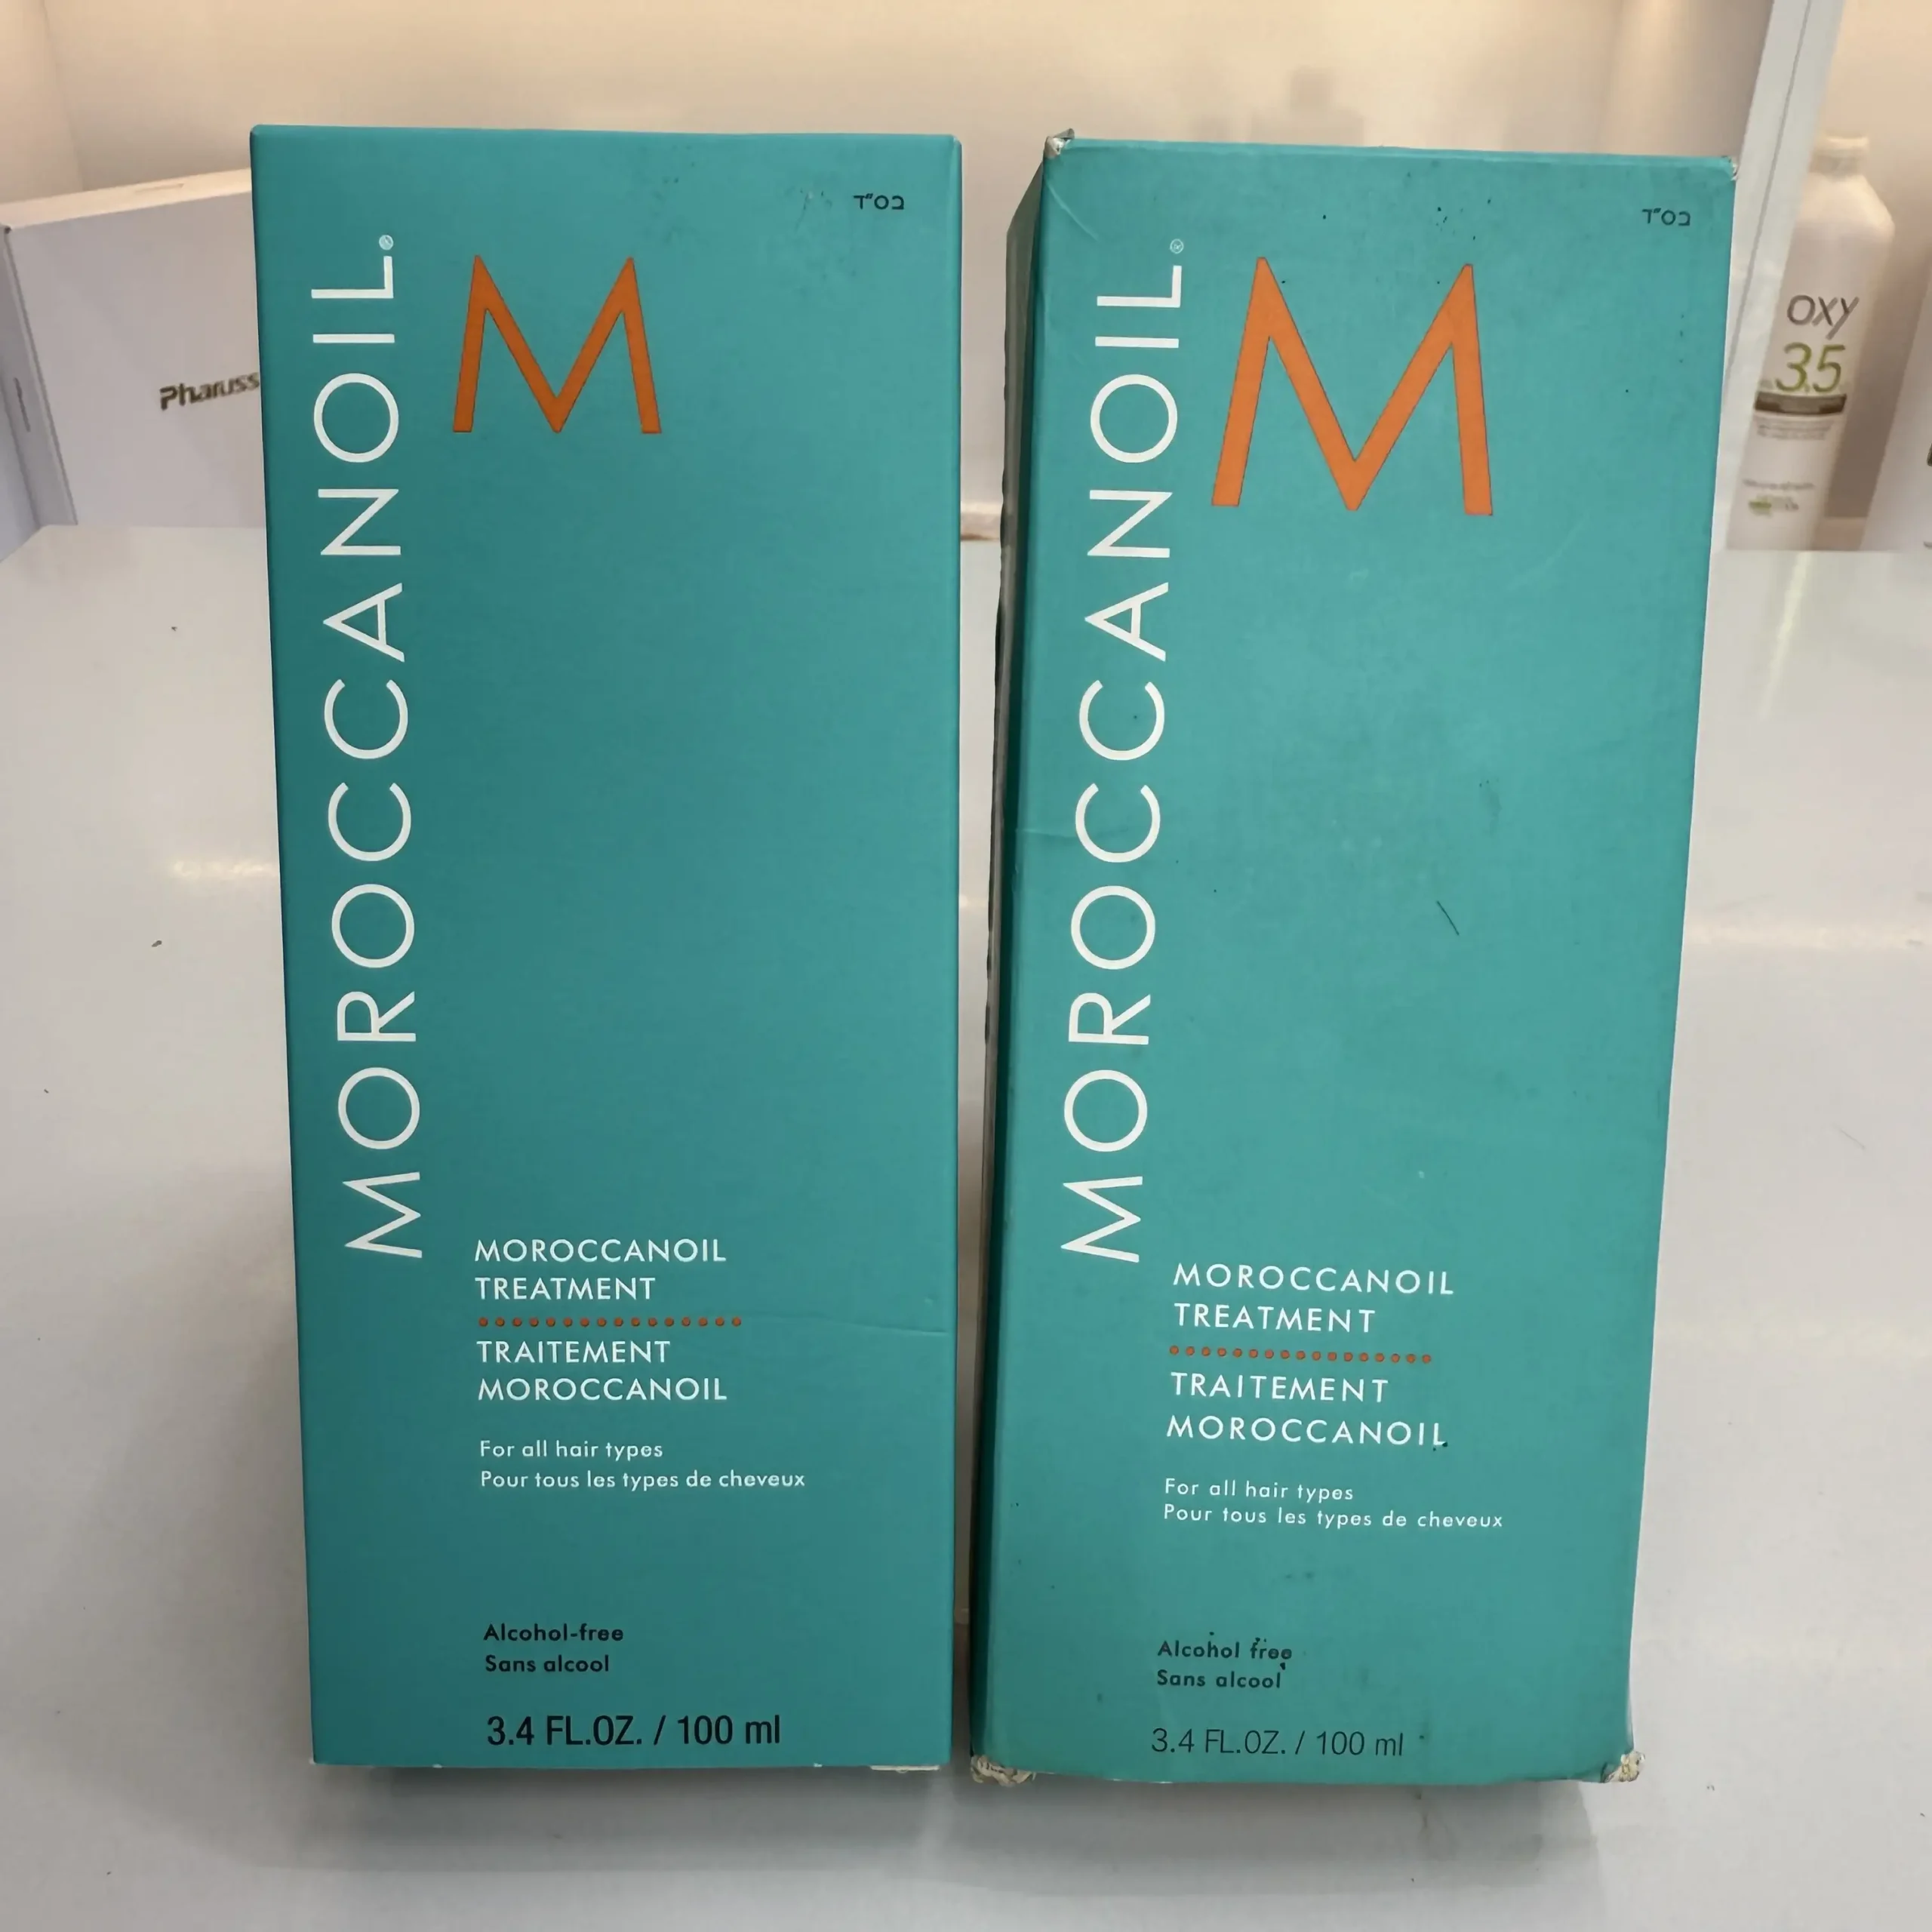 בס"ד
MOROCCANOIL®
M
MOROCCANOIL
TREATMENT
TRAITEMENT
MOROCCANOIL
For all hair types
Pour tous les types de cheveux
Alcohol-free
Sans alcool
3.4 FL.OZ. / 100 ml
בס"ד
MOROCCANOIL®
M
MOROCCANOIL
TREATMENT
TRAITEMENT
MOROCCANOIL
For all hair types
Pour tous les types de cheveux
Alcohol free
Sans alcool
3.4 FL.OZ. / 100 ml
Pharuss
OXY
3,5